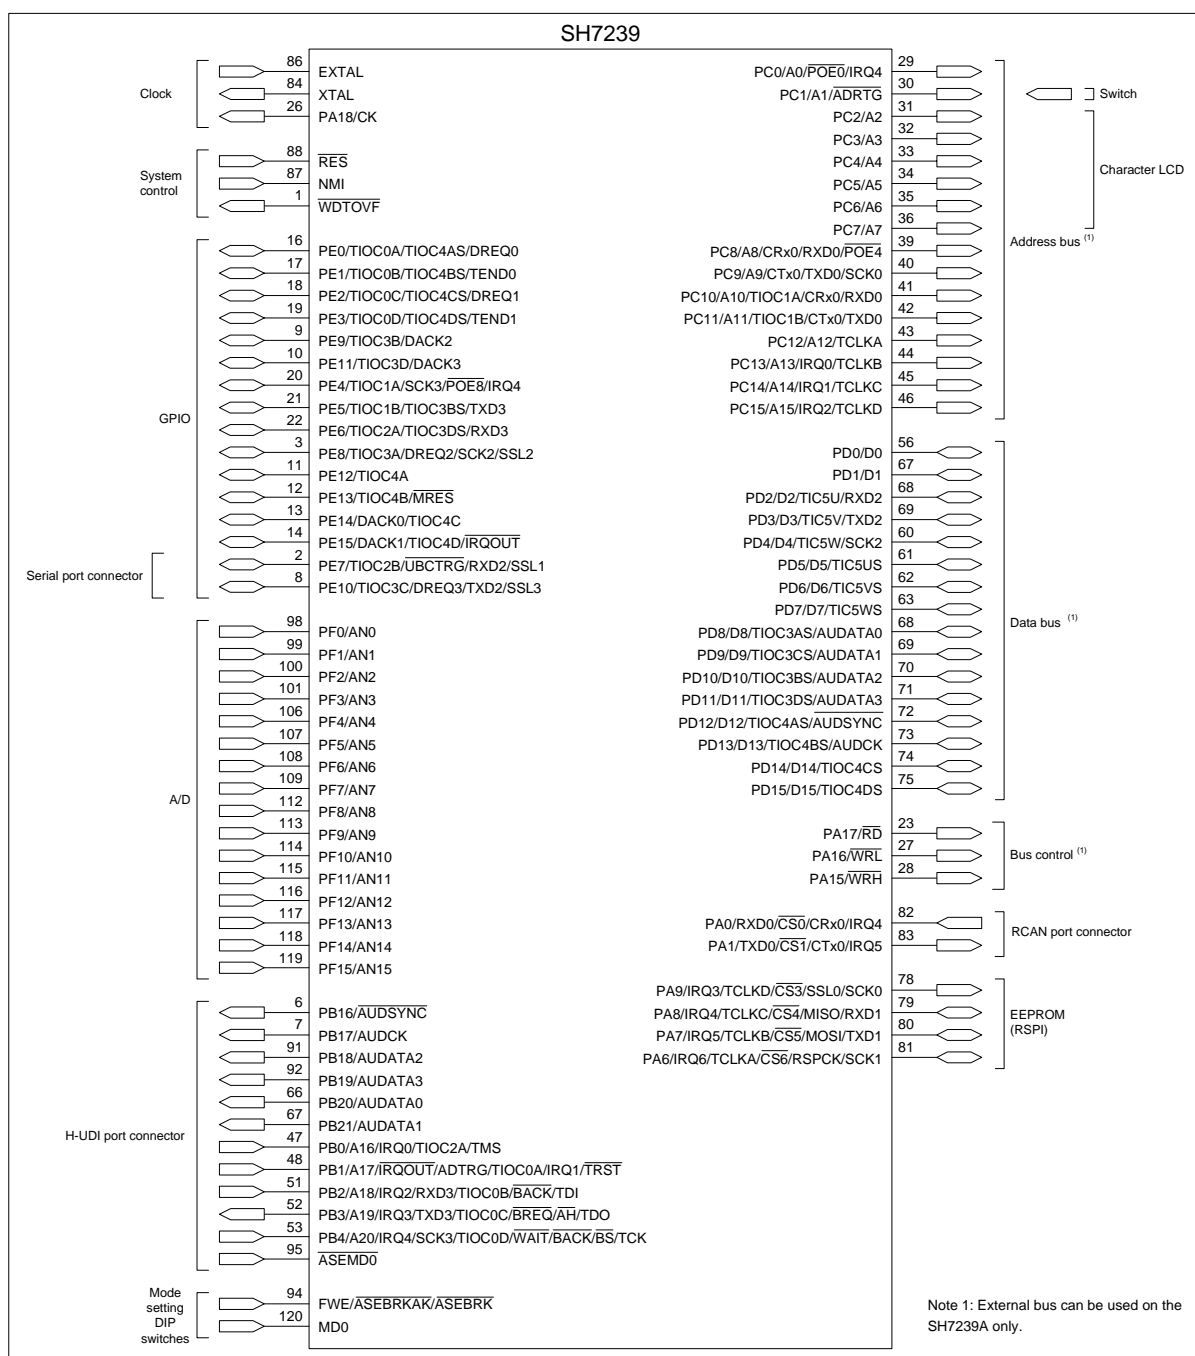 SH7239
Clock
86 EXTAL
84 XTAL
26 PA18/CK
System control
88 RES
87 NMI
1 WDTOVF
GPIO
16 PE0/TIOC0A/TIOC4AS/DREQ0
17 PE1/TIOC0B/TIOC4BS/TEND0
18 PE2/TIOC0C/TIOC4CS/DREQ1
19 PE3/TIOC0D/TIOC4DS/TEND1
9 PE9/TIOC3B/DACK2
10 PE11/TIOC3D/DACK3
20 PE4/TIOC1A/SCK3/POE8/IRQ4
21 PE5/TIOC1B/TIOC3BS/TXD3
22 PE6/TIOC2A/TIOC3DS/RXD3
3 PE8/TIOC3A/DREQ2/SCK2/SSL2
11 PE12/TIOC4A
12 PE13/TIOC4B/MRES
13 PE14/DACK0/TIOC4C
14 PE15/DACK1/TIOC4D/IRQOUT
Serial port connector
2 PE7/TIOC2B/UBCTRG/RXD2/SSL1
8 PE10/TIOC3C/DREQ3/TXD2/SSL3
A/D
98 PF0/AN0
99 PF1/AN1
100 PF2/AN2
101 PF3/AN3
106 PF4/AN4
107 PF5/AN5
108 PF6/AN6
109 PF7/AN7
112 PF8/AN8
113 PF9/AN9
114 PF10/AN10
115 PF11/AN11
116 PF12/AN12
117 PF13/AN13
118 PF14/AN14
119 PF15/AN15
H-UDI port connector
6 PB16/AUDSYNC
7 PB17/AUDCK
91 PB18/AUDATA2
92 PB19/AUDATA3
66 PB20/AUDATA0
67 PB21/AUDATA1
47 PB0/A16/IRQ0/TIOC2A/TMS
48 PB1/A17/IRQOUT/ADTRG/TIOC0A/IRQ1/TRST
51 PB2/A18/IRQ2/RXD3/TIOC0B/BACK/TDI
52 PB3/A19/IRQ3/TXD3/TIOC0C/BREQ/AH/TDO
53 PB4/A20/IRQ4/SCK3/TIOC0D/WAIT/BACK/BS/TCK
95 ASEMD0
Mode
setting
DIP
switches
94 FWE/ASEBRKAK/ASEBRK
120 MD0
PC0/A0/POE0/IRQ4 29
PC1/A1/ADRTG 30
Switch
PC2/A2 31
PC3/A3 32
PC4/A4 33
PC5/A5 34
PC6/A6 35
PC7/A7 36
Character LCD
Address bus (1)
PC8/A8/CRx0/RXD0/POE4 39
PC9/A9/CTx0/TXD0/SCK0 40
PC10/A10/TIOC1A/CRx0/RXD0 41
PC11/A11/TIOC1B/CTx0/TXD0 42
PC12/A12/TCLKA 43
PC13/A13/IRQ0/TCLKB 44
PC14/A14/IRQ1/TCLKC 45
PC15/A15/IRQ2/TCLKD 46
PD0/D0 56
PD1/D1 67
PD2/D2/TIC5U/RXD2 68
PD3/D3/TIC5V/TXD2 69
PD4/D4/TIC5W/SCK2 60
PD5/D5/TIC5US 61
PD6/D6/TIC5VS 62
PD7/D7/TIC5WS 63
Data bus (1)
PD8/D8/TIOC3AS/AUDATA0 68
PD9/D9/TIOC3CS/AUDATA1 69
PD10/D10/TIOC3BS/AUDATA2 70
PD11/D11/TIOC3DS/AUDATA3 71
PD12/D12/TIOC4AS/AUDSYNC 72
PD13/D13/TIOC4BS/AUDCK 73
PD14/D14/TIOC4CS 74
PD15/D15/TIOC4DS 75
PA17/RD 23
PA16/WRL 27
PA15/WRH 28
Bus control (1)
PA0/RXD0/CS0/CRx0/IRQ4 82
PA1/TXD0/CS1/CTx0/IRQ5 83
RCAN port connector
PA9/IRQ3/TCLKD/CS3/SSL0/SCK0 78
PA8/IRQ4/TCLKC/CS4/MISO/RXD1 79
PA7/IRQ5/TCLKB/CS5/MOSI/TXD1 80
PA6/IRQ6/TCLKA/CS6/RSPCK/SCK1 81
EEPROM
(RSPI)
Note 1: External bus can be used on the
SH7239A only.